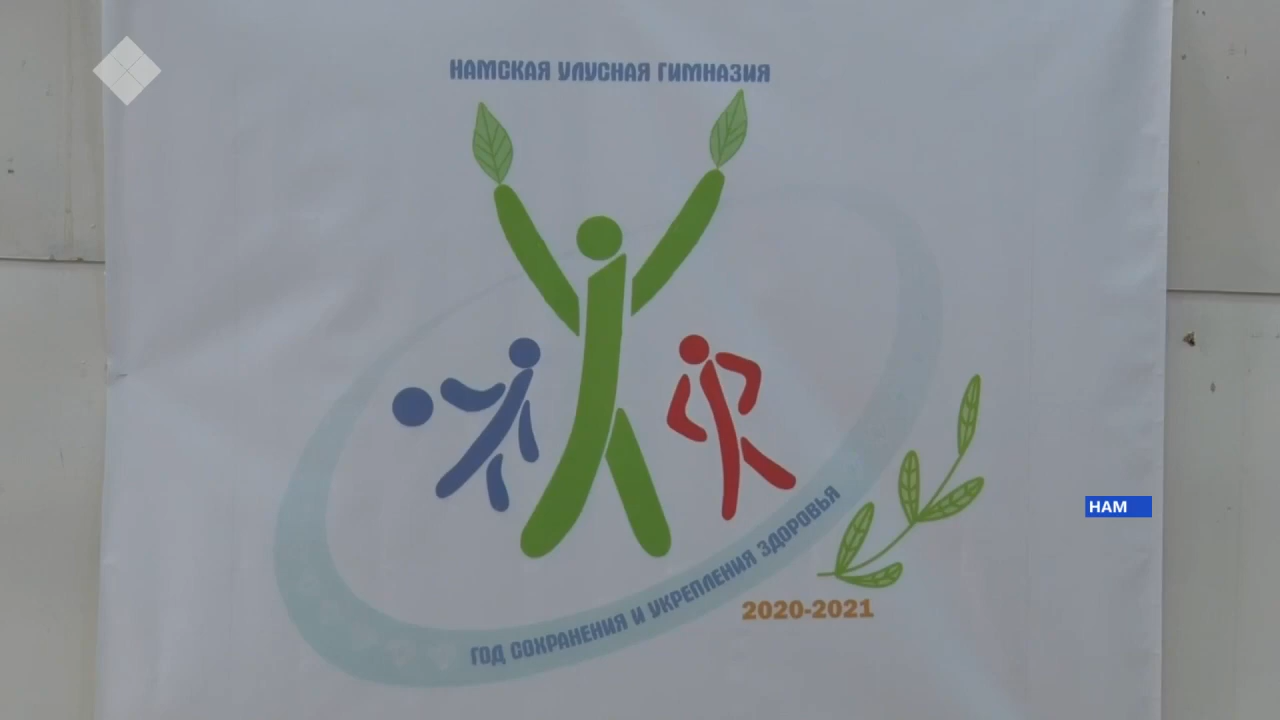 НАМСКАЯ УЛУСНАЯ ГИМНАЗИЯ
НАМ
ГОД СОХРАНЕНИЯ И УКРЕПЛЕНИЯ ЗДОРОВЬЯ
2020-2021